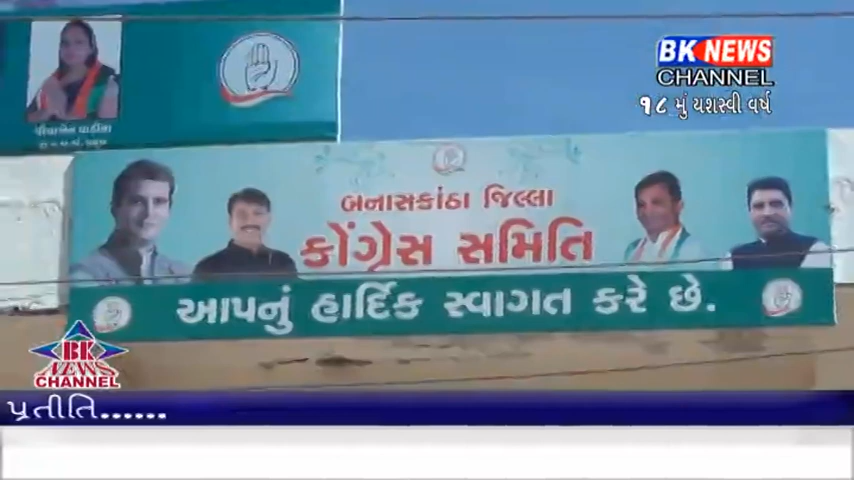 BK NEWS
CHANNEL
૧૮ મું યશસ્વી વર્ષ
બનાસકાંઠા જિલ્લા
કોંગ્રેસ સમિતિ
આપનું હાર્દિક સ્વાગત કરે છે.
BK
NEWS
CHANNEL
પ્રતીતિ......